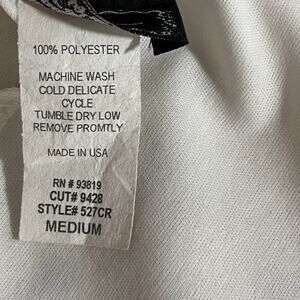 100% POLYESTER
MACHINE WASH
COLD DELICATE
CYCLE
TUMBLE DRY LOW
REMOVE PROMTLY
MADE IN USA
RN # 93819
CUT# 9428
STYLE# 527CR
MEDIUM